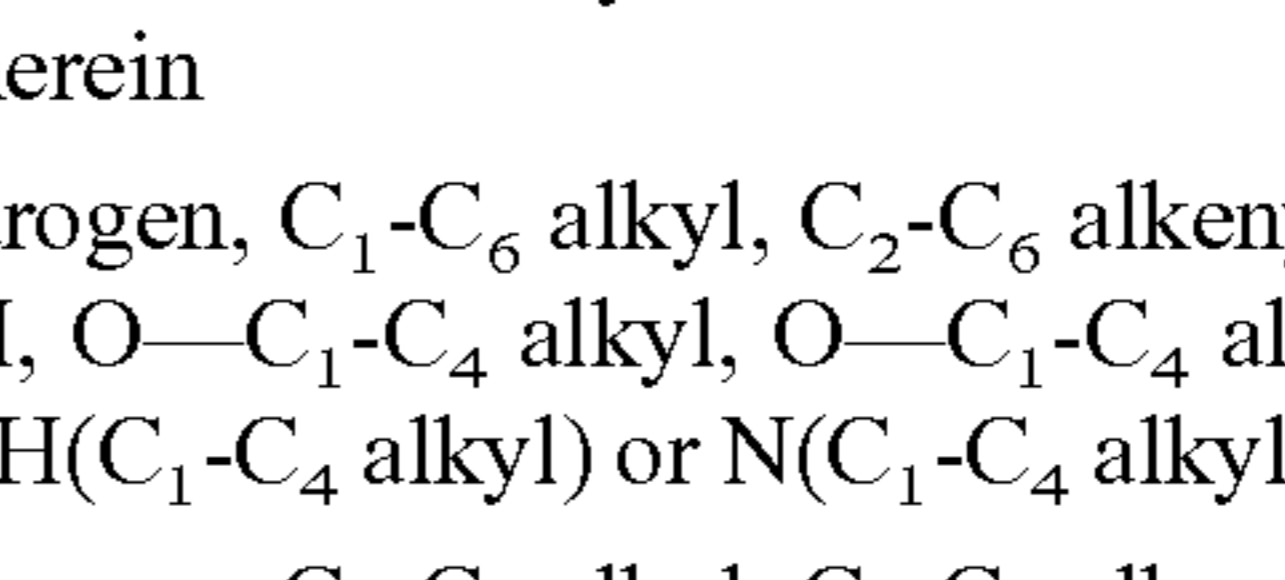 erein
rogen, C₁-C₆ alkyl, C₂-C₆ alken
, O—C₁-C₄ alkyl, O—C₁-C₄ al
H(C₁-C₄ alkyl) or N(C₁-C₄ alkyl